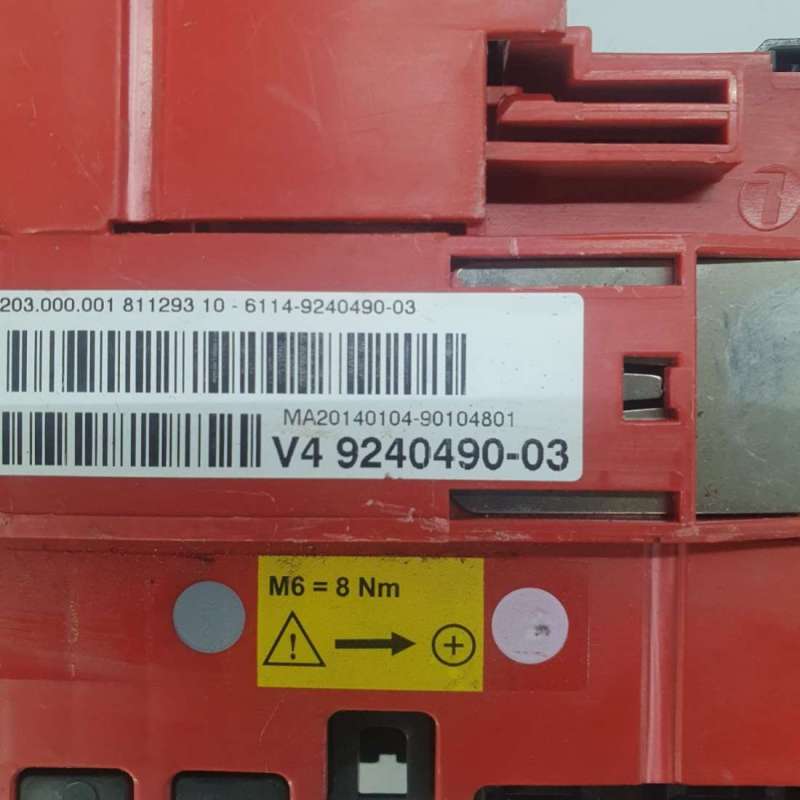 203.000.001 811293 10 - 6114-9240490-03
MA20140104-90104801
V4 9240490-03
M6 = 8 Nm